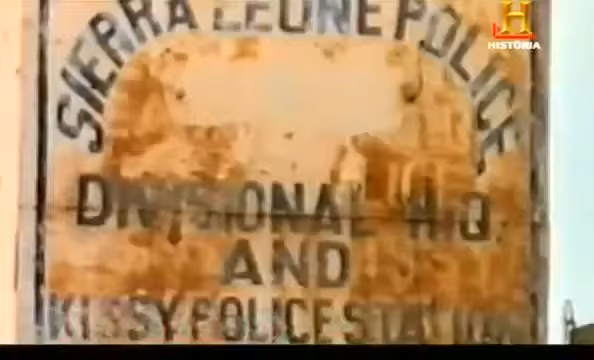 H
HISTORIA
SIERRA LEONE POLICE
DIVISIONAL H.Q.
AND
KISSY POLICE STATION